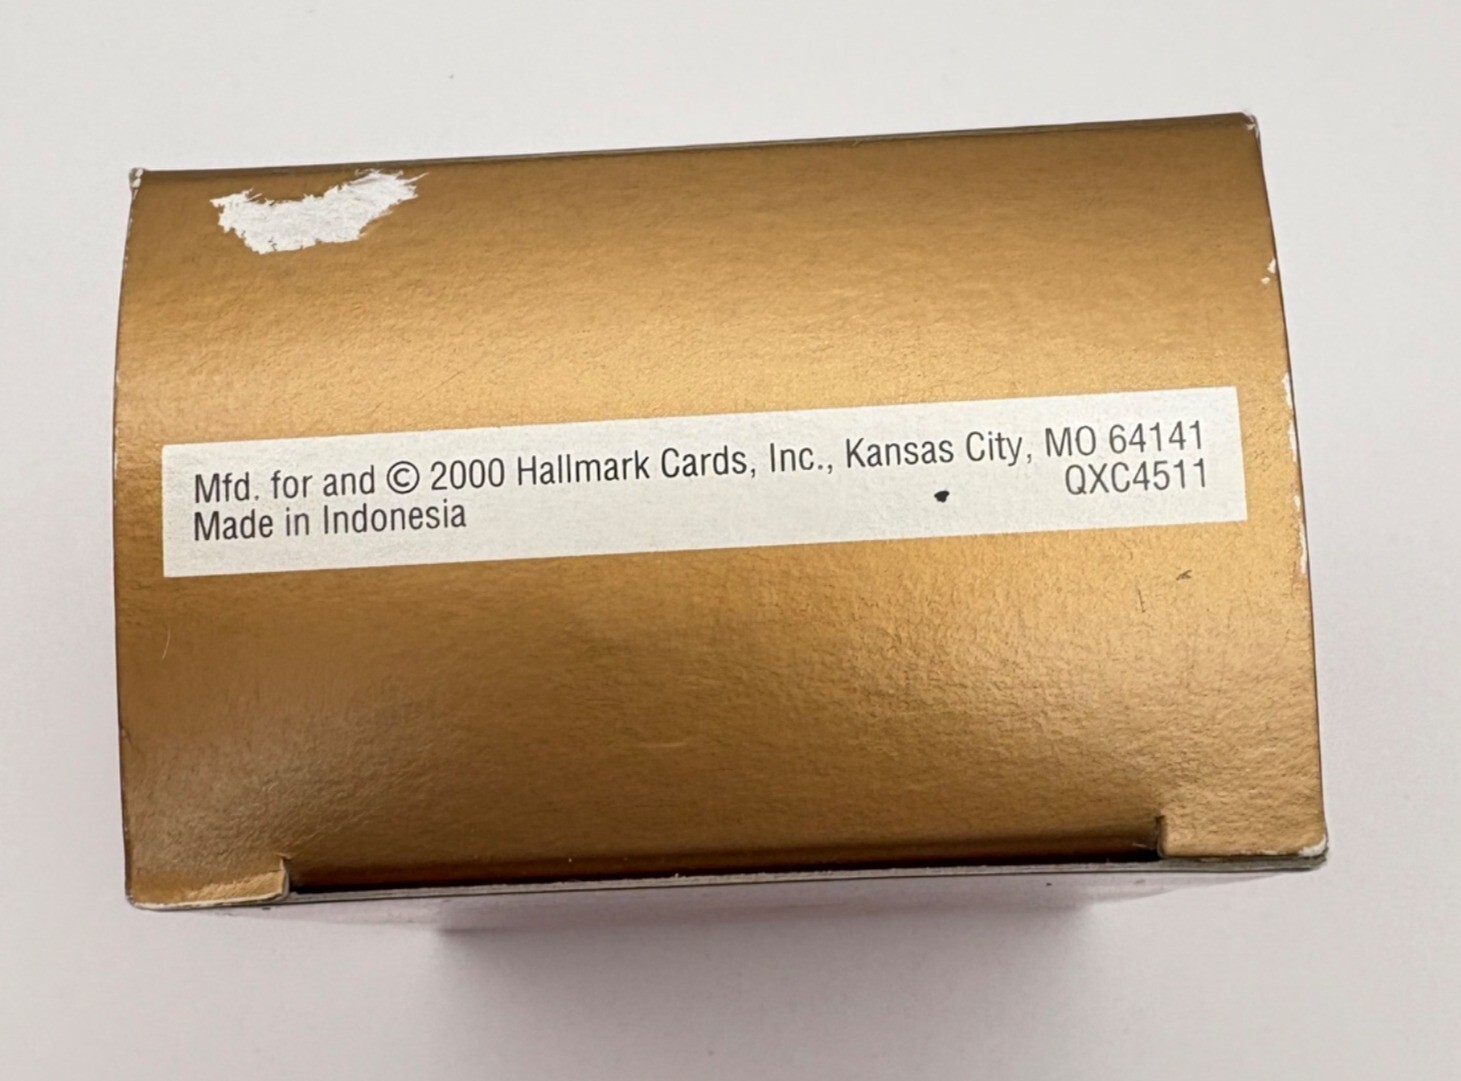 Mfd. for and © 2000 Hallmark Cards, Inc., Kansas City, MO 64141
Made in Indonesia QXC4511